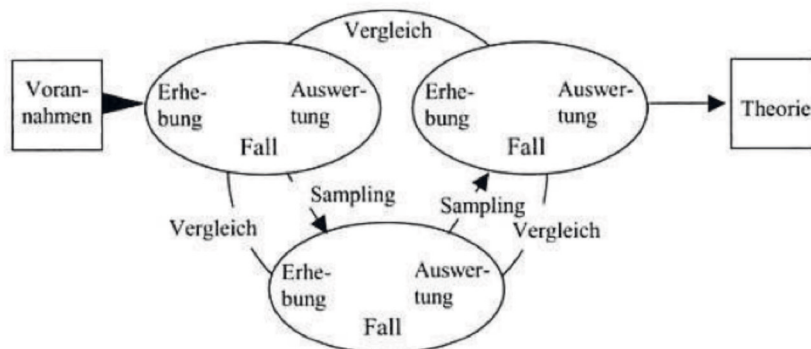 Vergleich
Voran-
nahmen
Erhe-
bung
Auswer-
tung
Fall
Erhe-
bung
Auswer-
tung
Fall
Theorie
Sampling
Sampling
Vergleich
Vergleich
Erhe-
bung
Auswer-
tung
Fall